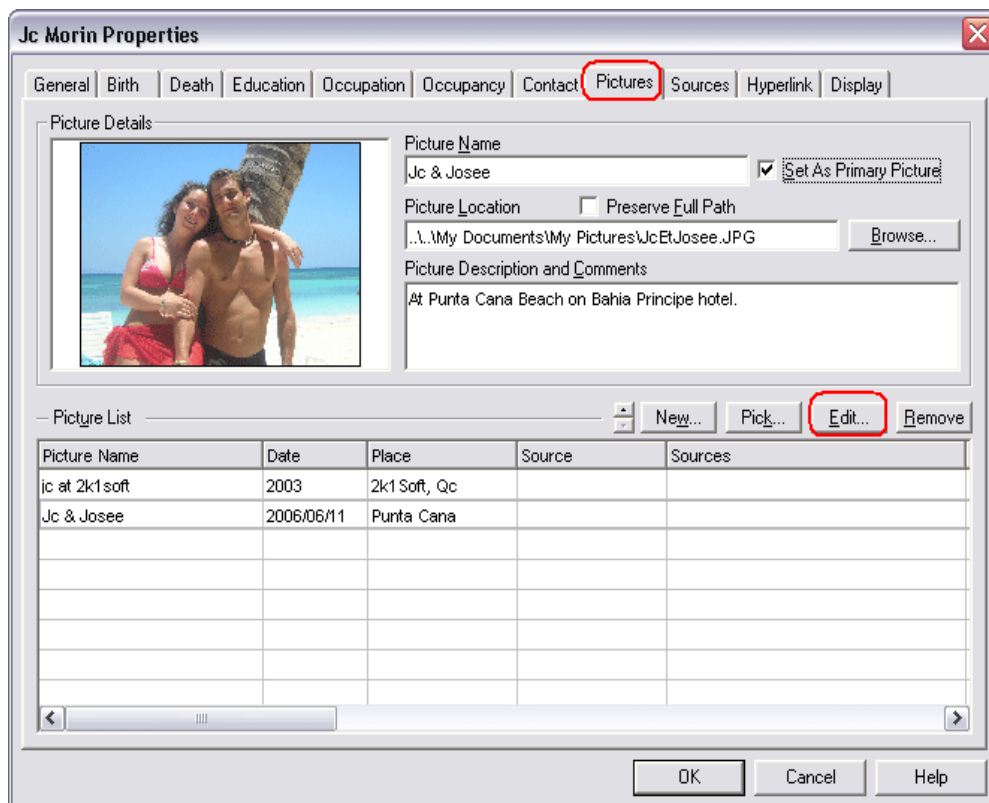 Jc Morin Properties
General Birth Death Education Occupation Occupancy Contact Pictures Sources Hyperlink Display
Picture Details
Picture Name
Jc & Josee
Set As Primary Picture
Picture Location
Preserve Full Path
..\..\My Documents\My Pictures\JcEtJosee.JPG
Browse...
Picture Description and Comments
At Punta Cana Beach on Bahia Principe hotel.
Picture List
New... Pick... Edit... Remove
Picture Name Date Place Source Sources
jc at 2k1soft 2003 2k1Soft, Qc
Jc & Josee 2006/06/11 Punta Cana
OK Cancel Help